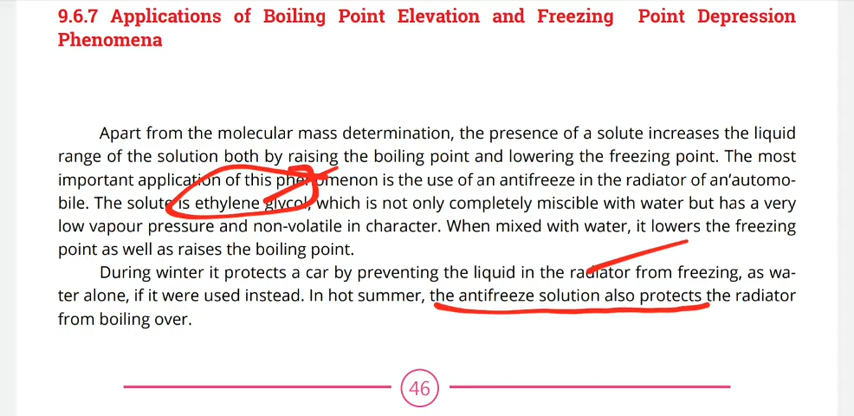 9.6.7 Applications of Boiling Point Elevation and Freezing Point Depression
Phenomena
Apart from the molecular mass determination, the presence of a solute increases the liquid
range of the solution both by raising the boiling point and lowering the freezing point. The most
important application of this phenomenon is the use of an antifreeze in the radiator of an'automo-
bile. The solute is ethylene glycol, which is not only completely miscible with water but has a very
low vapour pressure and non-volatile in character. When mixed with water, it lowers the freezing
point as well as raises the boiling point.
During winter it protects a car by preventing the liquid in the radiator from freezing, as wa-
ter alone, if it were used instead. In hot summer, the antifreeze solution also protects the radiator
from boiling over.
46